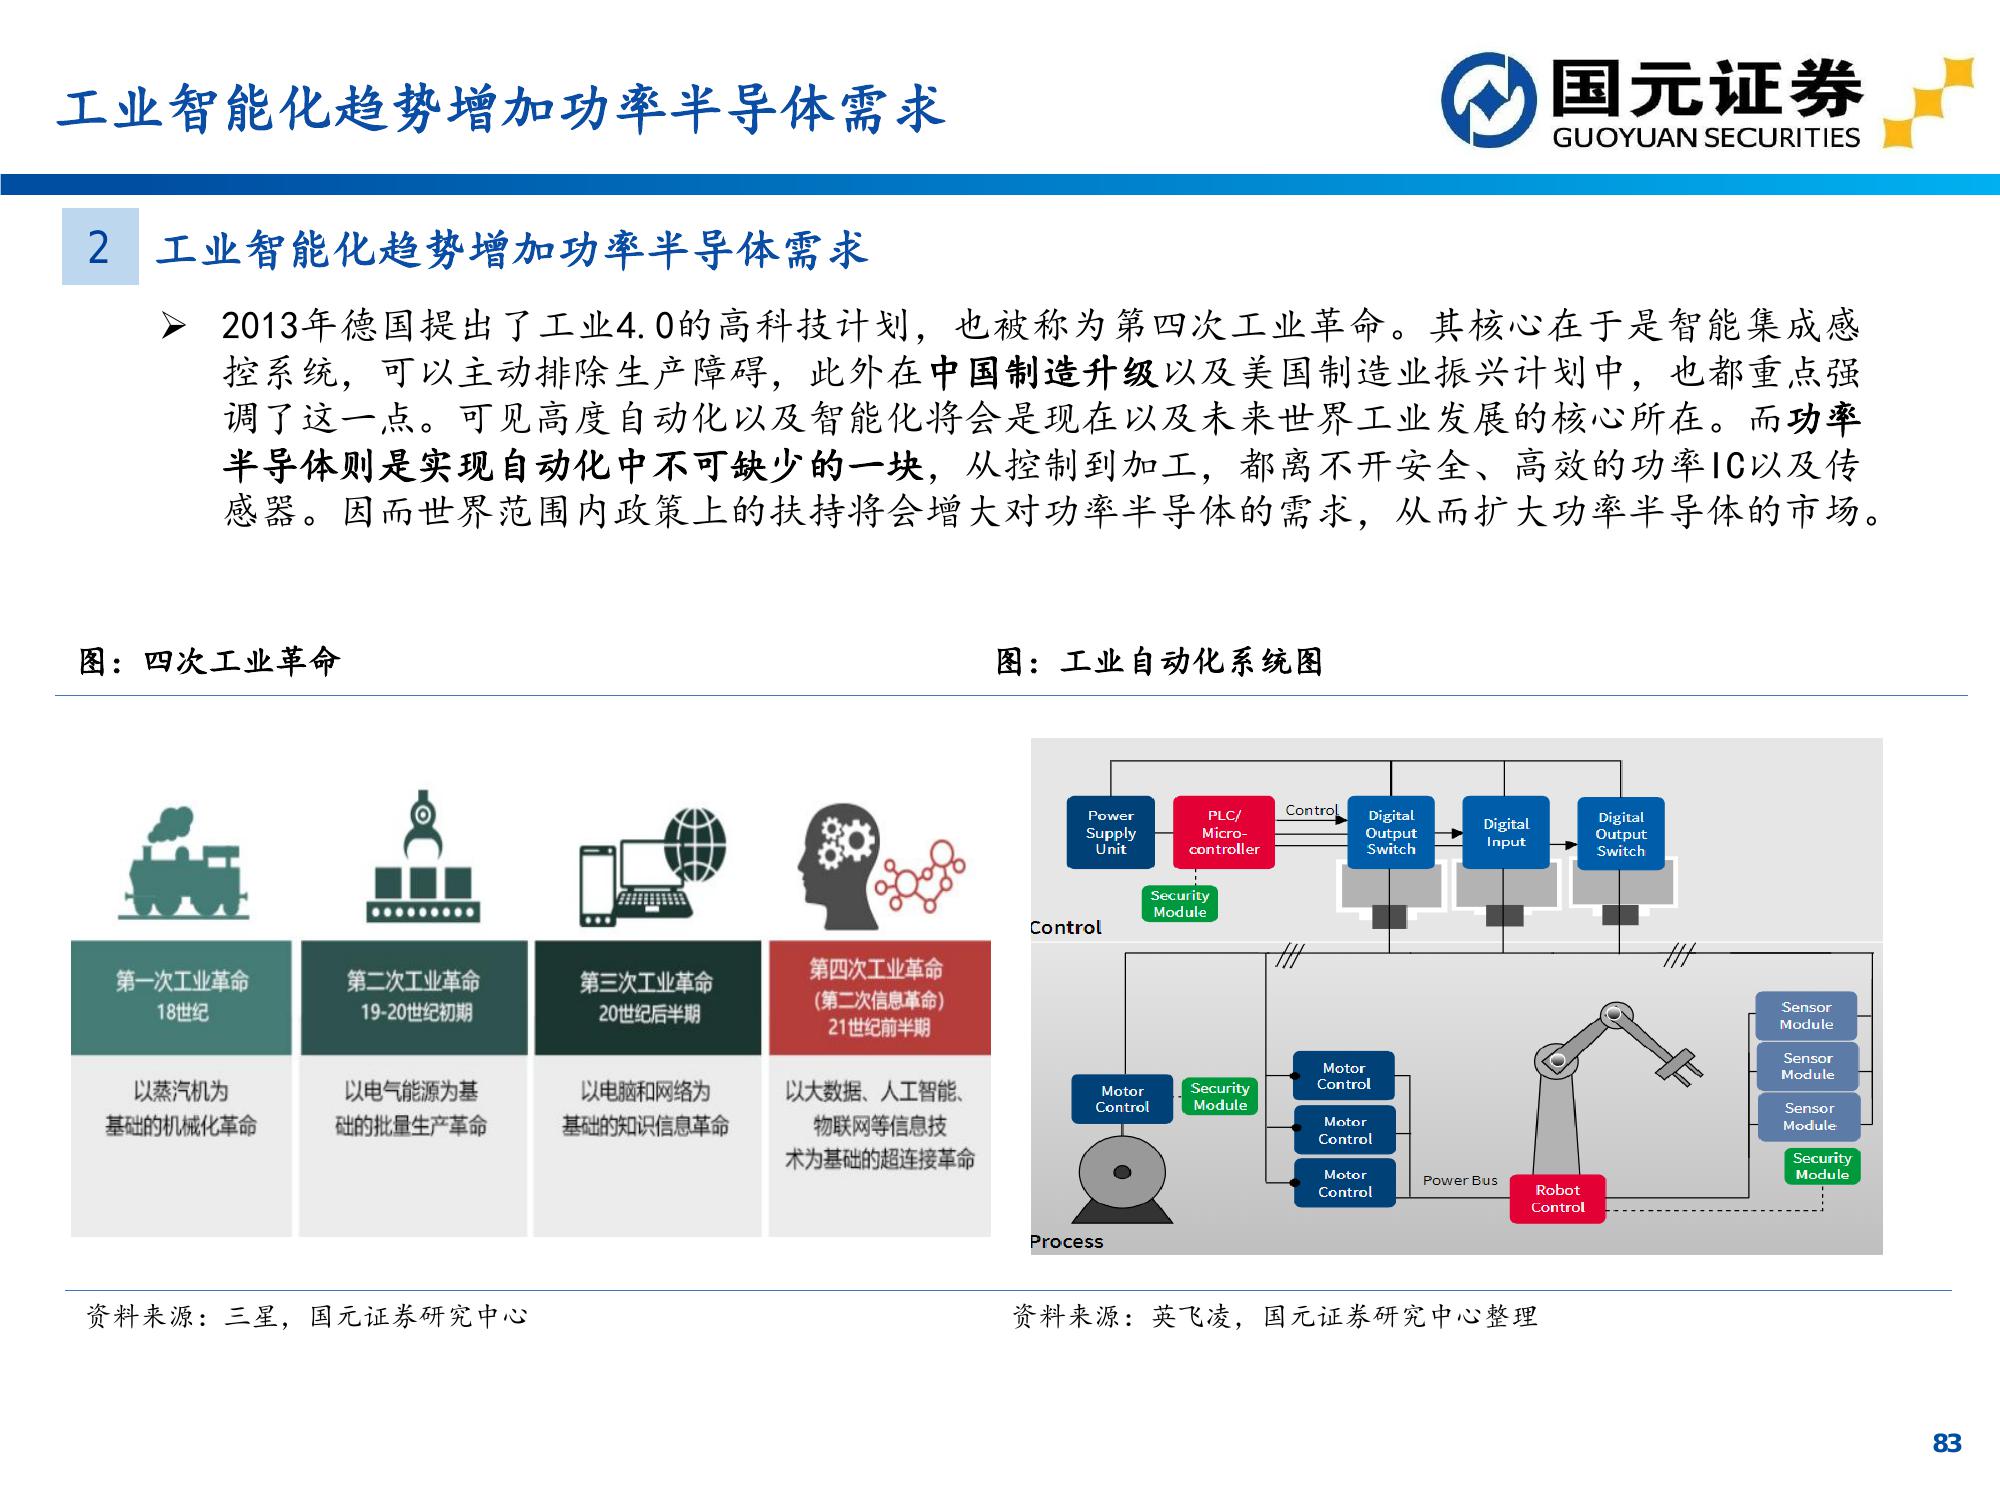 工业智能化趋势增加功率半导体需求
国元证券
GUOYUAN SECURITIES
2
工业智能化趋势增加功率半导体需求
➢ 2013年德国提出了工业4.0的高科技计划，也被称为第四次工业革命。其核心在于是智能集成感
控系统，可以主动排除生产障碍，此外在中国制造升级以及美国制造业振兴计划中，也都重点强
调了这一点。可见高度自动化以及智能化将会是现在以及未来世界工业发展的核心所在。而功率
半导体则是实现自动化中不可缺少的一块，从控制到加工，都离不开安全、高效的功率IC以及传
感器。因而世界范围内政策上的扶持将会增大对功率半导体的需求，从而扩大功率半导体的市场。
图：四次工业革命
第一次工业革命
18世纪
以蒸汽机为
基础的机械化革命
第二次工业革命
19-20世纪初期
以电气能源为基
础的批量生产革命
第三次工业革命
20世纪后半期
以电脑和网络为
基础的知识信息革命
第四次工业革命
(第二次信息革命)
21世纪前半期
以大数据、人工智能、
物联网等信息技
术为基础的超连接革命
资料来源：三星，国元证券研究中心
图：工业自动化系统图
Power
Supply
Unit
PLC/
Micro-
controller
Control
Digital
Output
Switch
Digital
Input
Digital
Output
Switch
Security
Module
Control
Motor
Control
Security
Module
Motor
Control
Motor
Control
Motor
Control
Power Bus
Robot
Control
Sensor
Module
Sensor
Module
Sensor
Module
Security
Module
Process
资料来源：英飞凌，国元证券研究中心整理
83